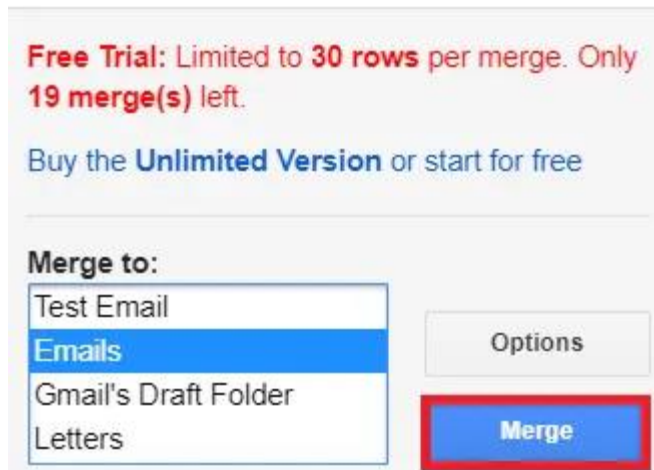 Free Trial: Limited to 30 rows per merge. Only
19 merge(s) left.
Buy the Unlimited Version or start for free
Merge to:
Test Email
Emails
Gmail's Draft Folder
Letters
Options
Merge